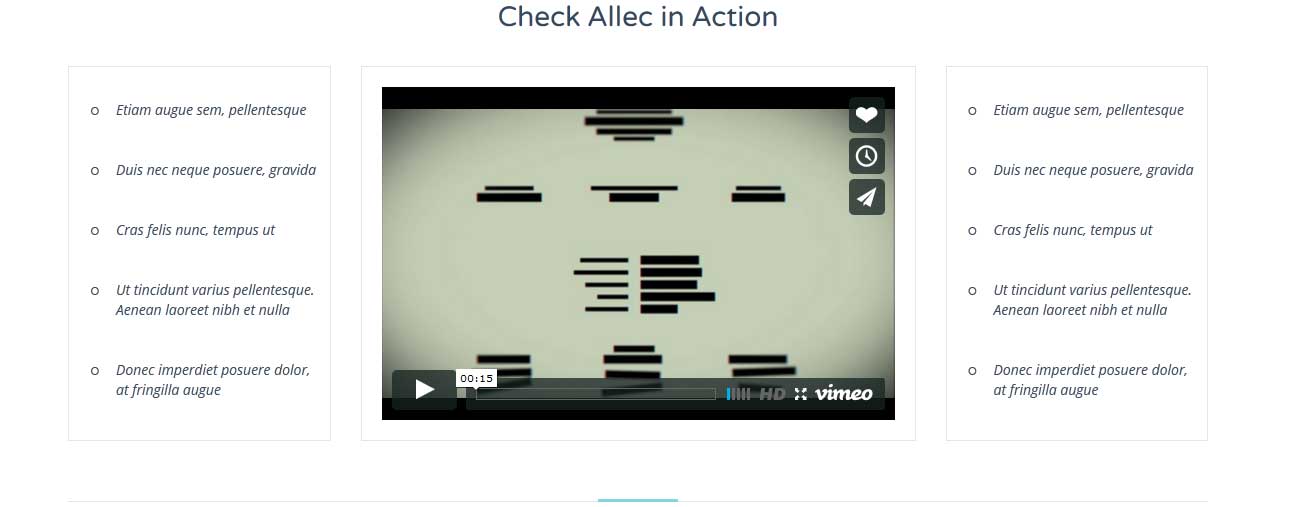 Check Allec in Action
Etiam augue sem, pellentesque
Duis nec neque posuere, gravida
Cras felis nunc, tempus ut
Ut tincidunt varius pellentesque.
Aenean laoreet nibh et nulla
Donec imperdiet posuere dolor,
at fringilla augue
00:15
HD
vimeo
Etiam augue sem, pellentesque
Duis nec neque posuere, gravida
Cras felis nunc, tempus ut
Ut tincidunt varius pellentesque.
Aenean laoreet nibh et nulla
Donec imperdiet posuere dolor,
at fringilla augue